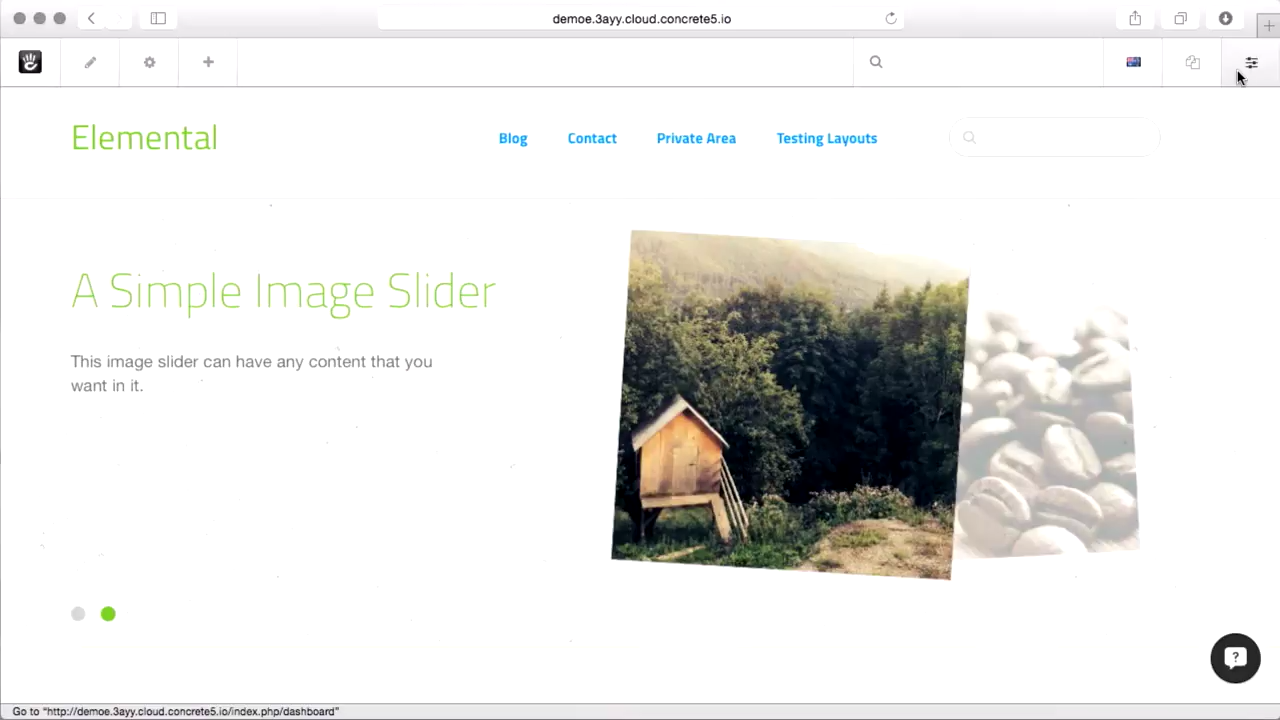 demoe.3ayy.cloud.concrete5.io
Elemental
Blog
Contact
Private Area
Testing Layouts
A Simple Image Slider
This image slider can have any content that you
want in it.
?
Go to "http://demoe.3ayy.cloud.concrete5.io/index.php/dashboard"